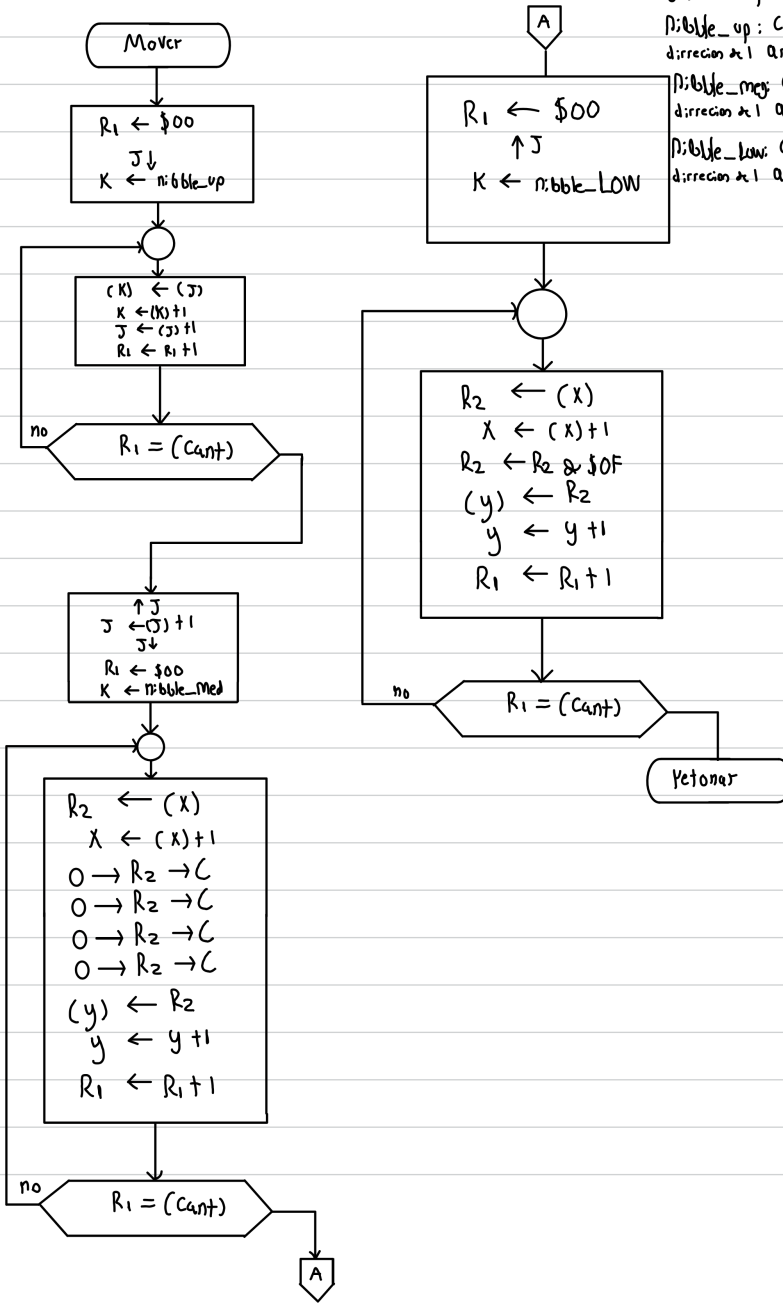 Mover
R1 ← $00
J↓
K ← nibble_up
(K) ← (J)
K ← (K)+1
J ← (J)+1
R1 ← R1+1
no
R1 = (Cant)
↑J
J ← (J)+1
J↓
R1 ← $00
K ← nibble_med
R2 ← (X)
X ← (X)+1
0 → R2 → C
0 → R2 → C
0 → R2 → C
0 → R2 → C
(y) ← R2
y ← y+1
R1 ← R1+1
no
R1 = (Cant)
A
A
R1 ← $00
↑J
K ← nibble_LOW
R2 ← (X)
X ← (X)+1
R2 ← R2 & $0F
(y) ← R2
y ← y+1
R1 ← R1+1
no
R1 = (Cant)
Retonar
Nibble_up: C
dirrecion de l a
Nibble_meg:
dirrecion de l a
Nibble_Low:
dirrecion de l a